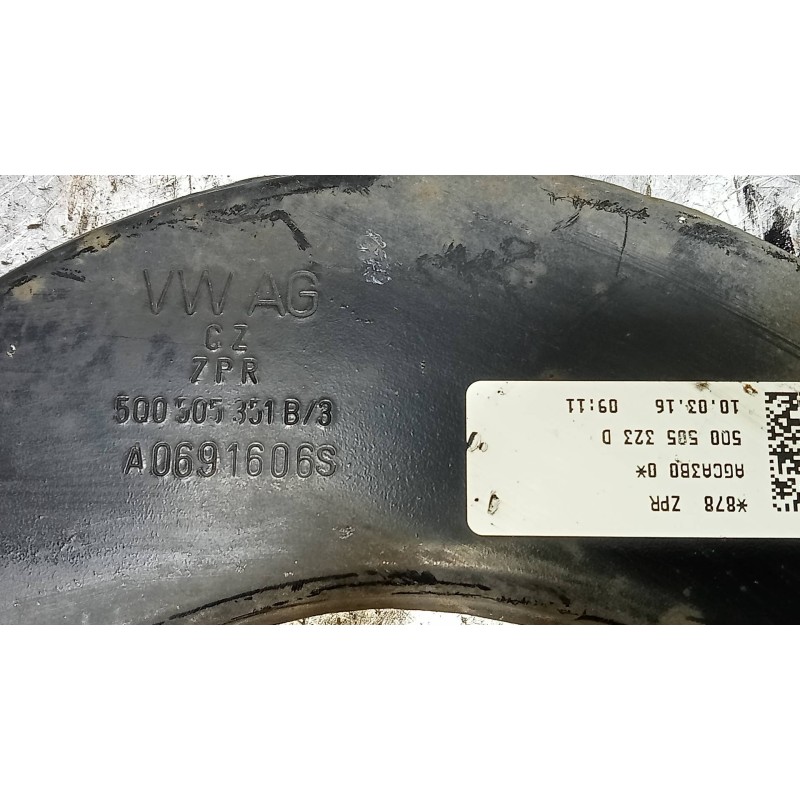 VW AG
CZ
ZPR
5Q0 505 351 B/3
A0691606S
*878 ZPR
AGCA3B0 0*
5Q0 505 323 D
10.03.16 09:11